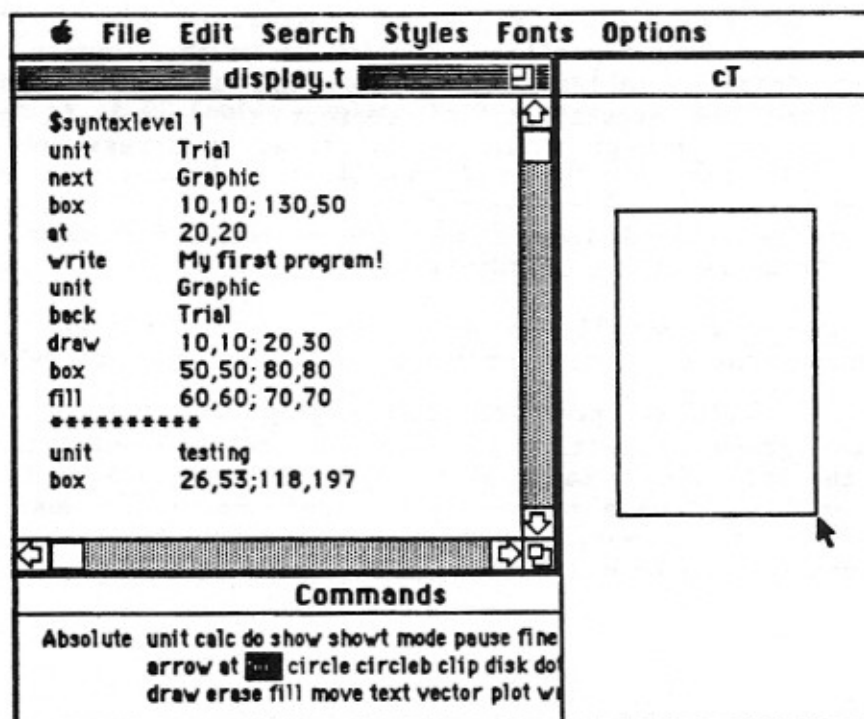 File Edit Search Styles Fonts Options
display.t
$syntaxlevel 1
unit Trial
next Graphic
box 10,10; 130,50
at 20,20
write My first program!
unit Graphic
back Trial
draw 10,10; 20,30
box 50,50; 80,80
fill 60,60; 70,70
**********
unit testing
box 26,53;118,197
cT
Commands
Absolute unit calc do show showt mode pause fine
arrow at circle circleb clip disk dot
draw erase fill move text vector plot